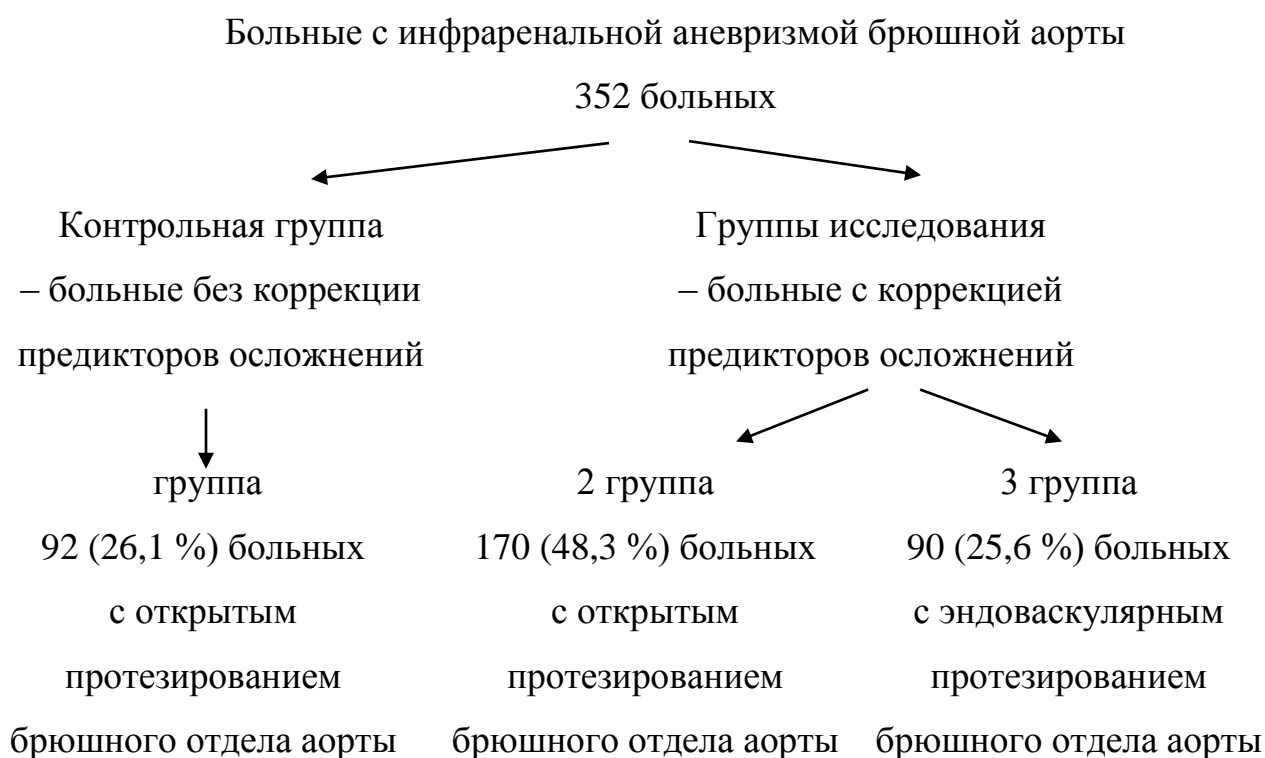 Больные с инфраренальной аневризмой брюшной аорты
352 больных
Контрольная группа
– больные без коррекции
предикторов осложнений
Группы исследования
– больные с коррекцией
предикторов осложнений
группа
92 (26,1 %) больных
с открытым
протезированием
брюшного отдела аорты
2 группа
170 (48,3 %) больных
с открытым
протезированием
брюшного отдела аорты
3 группа
90 (25,6 %) больных
с эндоваскулярным
протезированием
брюшного отдела аорты